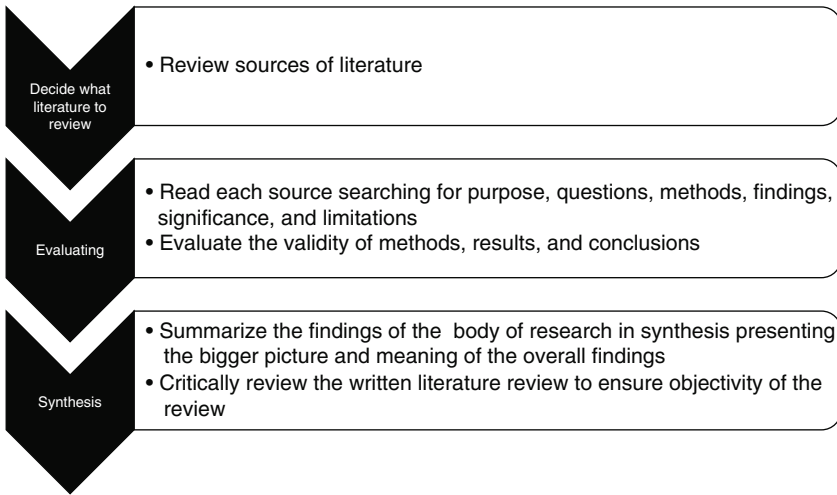 Decide what
literature to
review
• Review sources of literature
Evaluating
• Read each source searching for purpose, questions, methods, findings,
significance, and limitations
• Evaluate the validity of methods, results, and conclusions
Synthesis
• Summarize the findings of the body of research in synthesis presenting
the bigger picture and meaning of the overall findings
• Critically review the written literature review to ensure objectivity of the
review